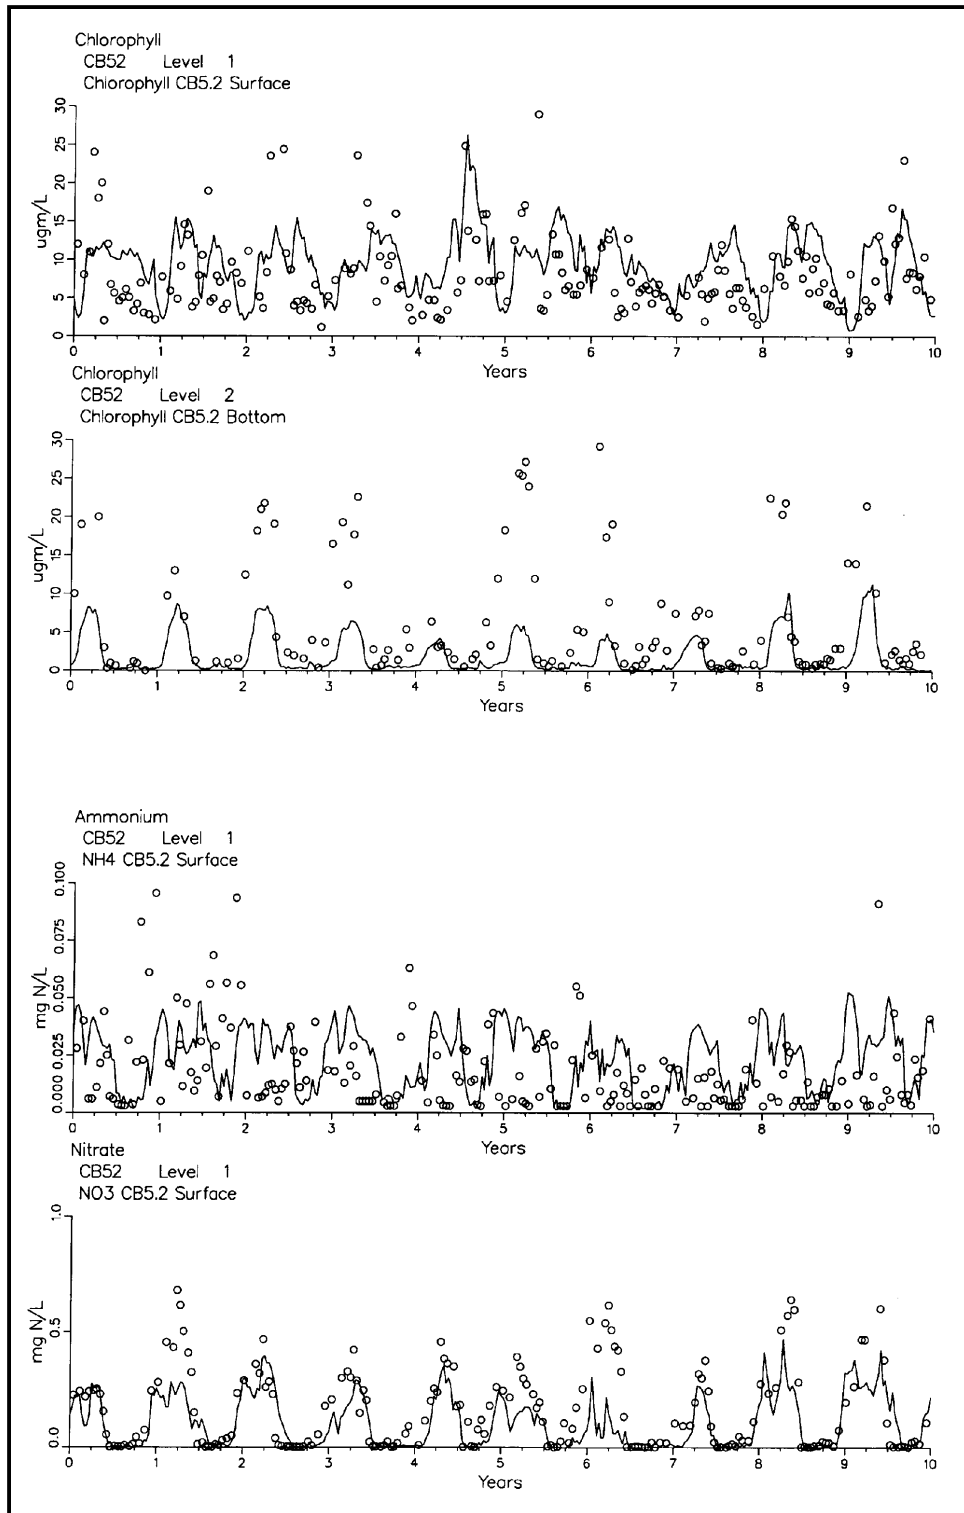 Chlorophyll
CB52 Level 1
Chlorophyll CB5.2 Surface
30
25
20
15
10
5
0
ugm/L
0 1 2 3 4 5 6 7 8 9 10
Years
Chlorophyll
CB52 Level 2
Chlorophyll CB5.2 Bottom
30
25
20
15
10
5
0
ugm/L
0 1 2 3 4 5 6 7 8 9 10
Years
Ammonium
CB52 Level 1
NH4 CB5.2 Surface
0.100
0.075
0.050
0.025
0.000
mg N/L
0 1 2 3 4 5 6 7 8 9 10
Years
Nitrate
CB52 Level 1
NO3 CB5.2 Surface
1.0
0.5
0.0
mg N/L
0 1 2 3 4 5 6 7 8 9 10
Years